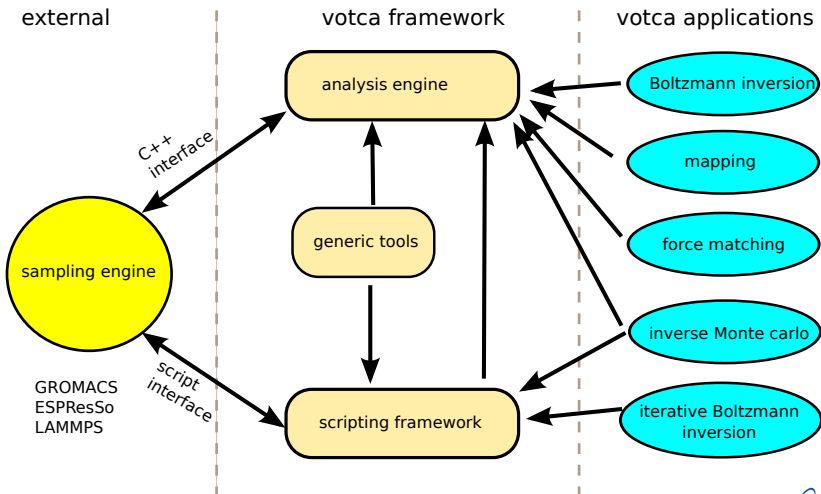 external
votca framework
votca applications
analysis engine
Boltzmann inversion
C++
interface
mapping
generic tools
force matching
sampling engine
inverse Monte carlo
script
interface
GROMACS
ESPResSo
LAMMPS
scripting framework
iterative Boltzmann
inversion